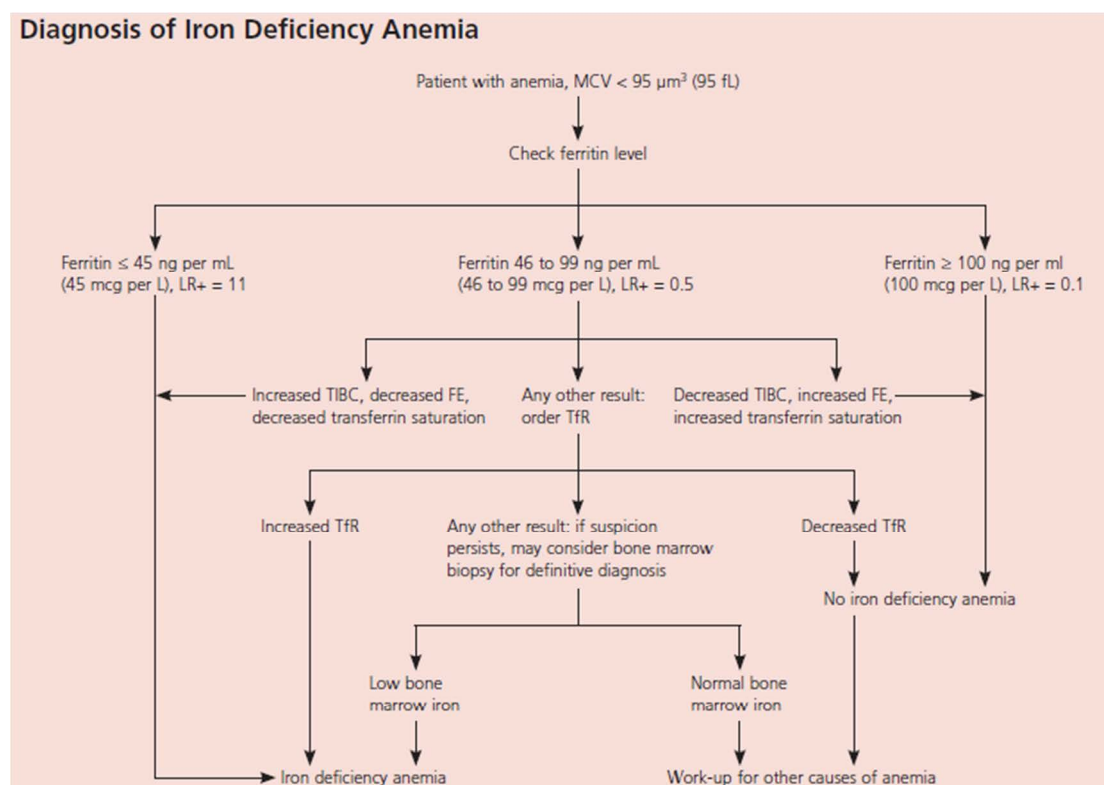 Diagnosis of Iron Deficiency Anemia
Patient with anemia, MCV < 95 µm³ (95 fL)
Check ferritin level
Ferritin ≤ 45 ng per mL
(45 mcg per L), LR+ = 11
Ferritin 46 to 99 ng per mL
(46 to 99 mcg per L), LR+ = 0.5
Ferritin ≥ 100 ng per ml
(100 mcg per L), LR+ = 0.1
Increased TIBC, decreased FE,
decreased transferrin saturation
Any other result:
order TfR
Decreased TIBC, increased FE,
increased transferrin saturation
Increased TfR
Any other result: if suspicion
persists, may consider bone marrow
biopsy for definitive diagnosis
Decreased TfR
No iron deficiency anemia
Low bone
marrow iron
Normal bone
marrow iron
Iron deficiency anemia
Work-up for other causes of anemia